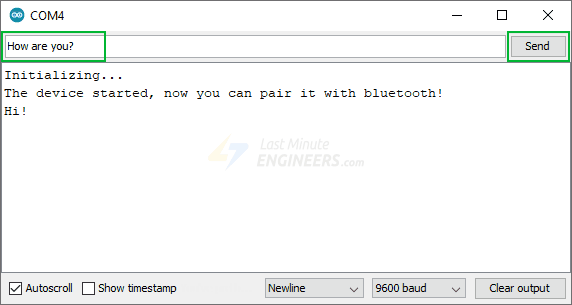 COM4
How are you?
Send
Initializing...
The device started, now you can pair it with bluetooth!
Hi!
Last Minute
ENGINEERS.com
Autoscroll
Show timestamp
Newline
9600 baud
Clear output